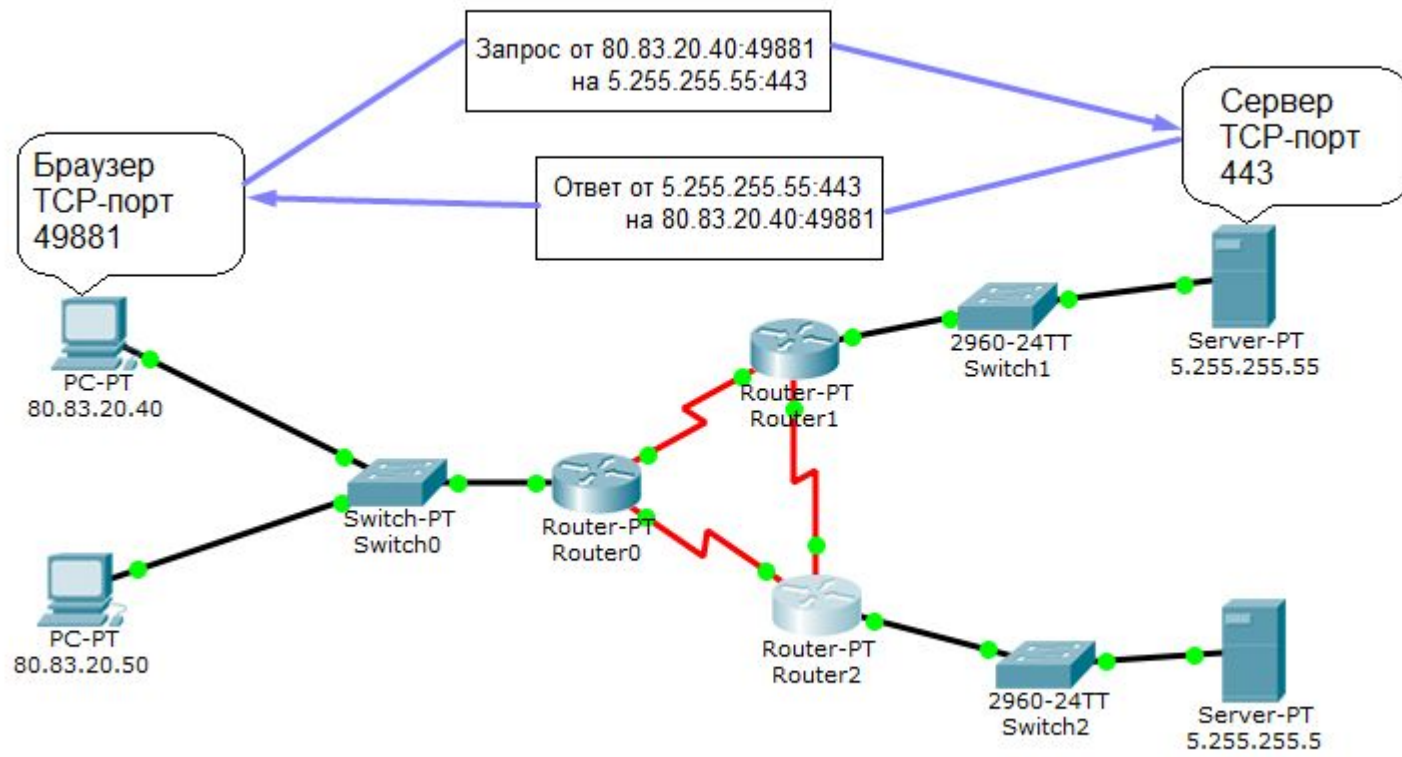 Запрос от 80.83.20.40:49881
на 5.255.255.55:443
Сервер
TCP-порт
443
Браузер
TCP-порт
49881
Ответ от 5.255.255.55:443
на 80.83.20.40:49881
PC-PT
80.83.20.40
Router-PT
Router1
2960-24TT
Switch1
Server-PT
5.255.255.55
Switch-PT
Switch0
Router-PT
Router0
PC-PT
80.83.20.50
Router-PT
Router2
2960-24TT
Switch2
Server-PT
5.255.255.5